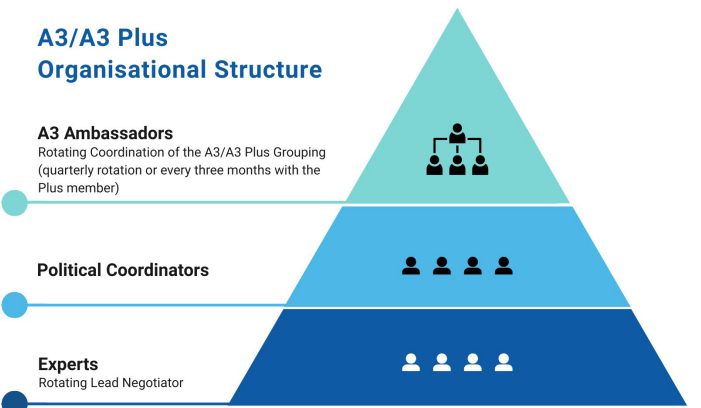 A3/A3 Plus
Organisational Structure
A3 Ambassadors
Rotating Coordination of the A3/A3 Plus Grouping
(quarterly rotation or every three months with the
Plus member)
Political Coordinators
Experts
Rotating Lead Negotiator